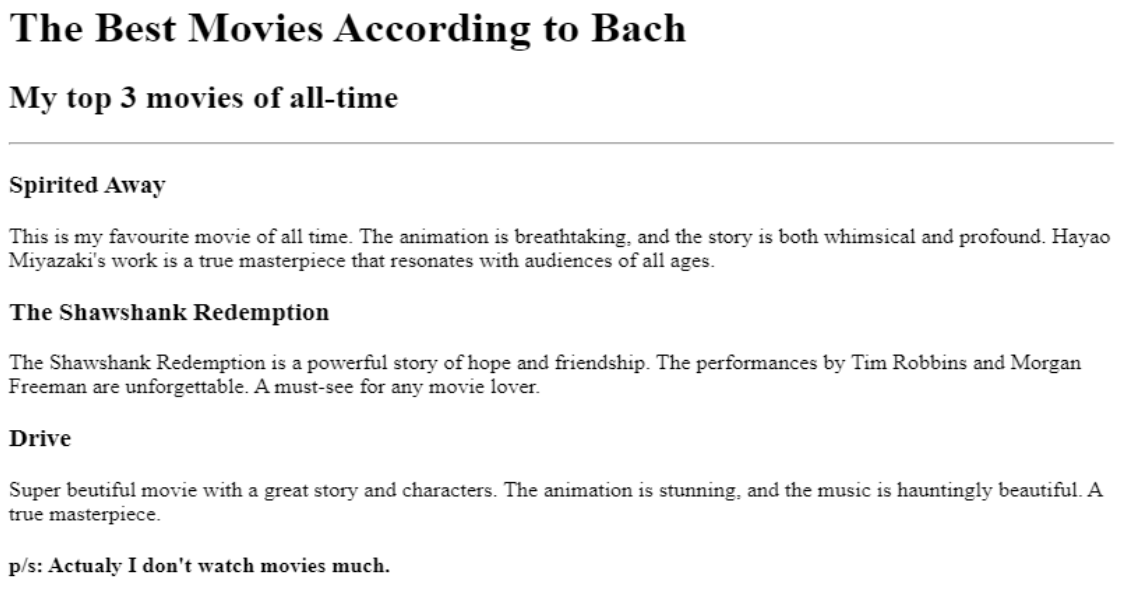 The Best Movies According to Bach
My top 3 movies of all-time
Spirited Away
This is my favourite movie of all time. The animation is breathtaking, and the story is both whimsical and profound. Hayao
Miyazaki's work is a true masterpiece that resonates with audiences of all ages.
The Shawshank Redemption
The Shawshank Redemption is a powerful story of hope and friendship. The performances by Tim Robbins and Morgan
Freeman are unforgettable. A must-see for any movie lover.
Drive
Super beutiful movie with a great story and characters. The animation is stunning, and the music is hauntingly beautiful. A
true masterpiece.
p/s: Actualy I don't watch movies much.